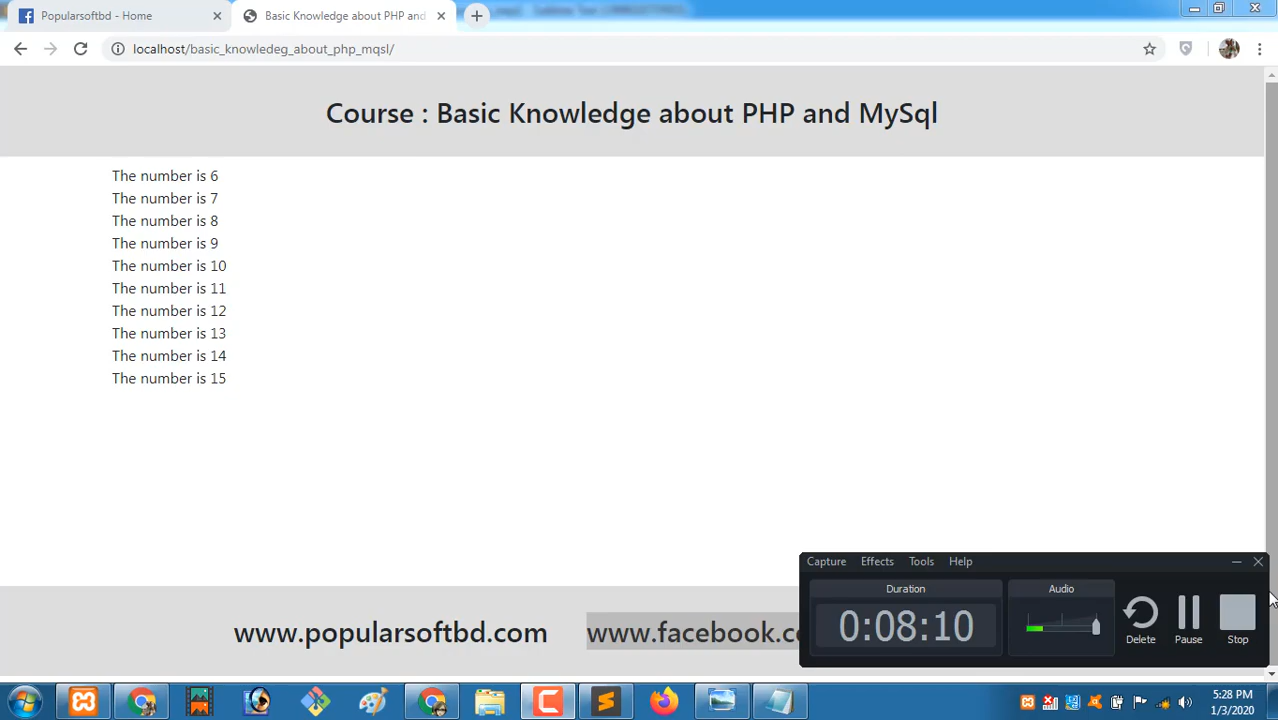 Popularsoftbd - Home
Basic Knowledge about PHP and
localhost/basic_knowledeg_about_php_mqsl/
Course : Basic Knowledge about PHP and MySql
The number is 6
The number is 7
The number is 8
The number is 9
The number is 10
The number is 11
The number is 12
The number is 13
The number is 14
The number is 15
www.popularsoftbd.com www.facebook.co
Capture Effects Tools Help
Duration Audio
0:08:10
Delete Pause Stop
5:28 PM
1/3/2020